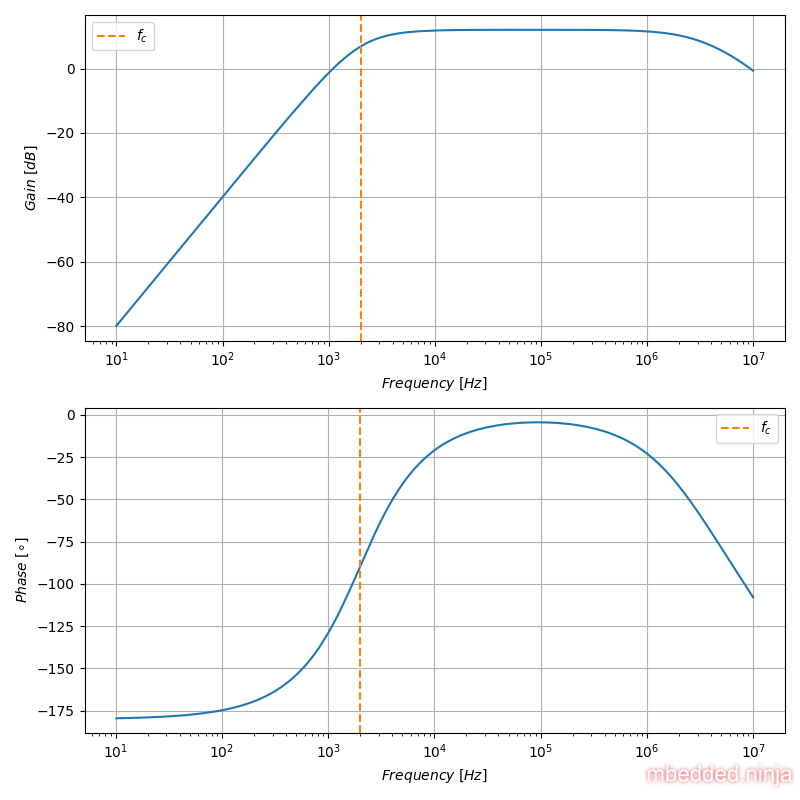 f_c
0
−20
−40
−60
−80
Gain [dB]
10^1 10^2 10^3 10^4 10^5 10^6 10^7
Frequency [Hz]
f_c
0
−25
−50
−75
−100
−125
−150
−175
Phase [∘]
10^1 10^2 10^3 10^4 10^5 10^6 10^7
Frequency [Hz]
mbedded.ninja